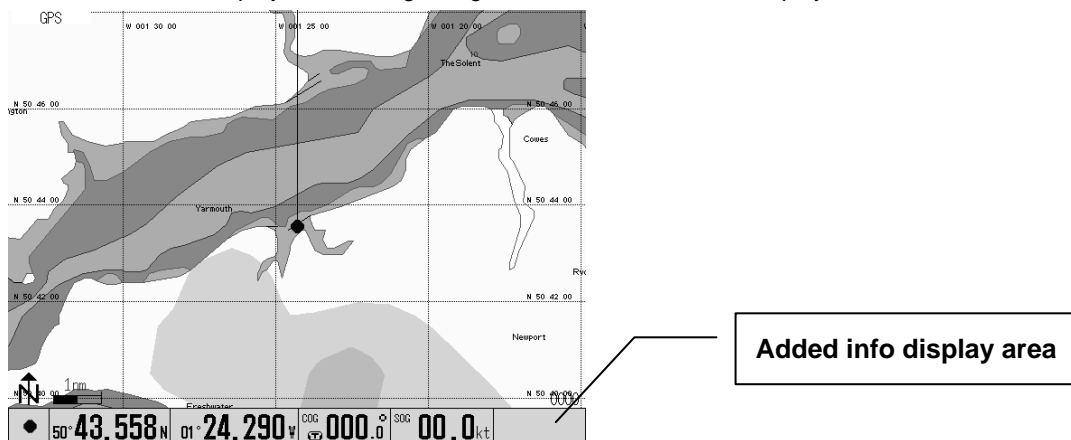 GPS
W 001 30 00
W 001 25 00
W 001 20 00
10
The Solent
N 50 46 00
N 50 46 00
ngton
Cowes
N 50 44 00
N 50 44 00
Yarmouth
N 50 42 00
N 50 42 00
Newport
Added info display area
N
1nm
N 50 40 00
Freshwater
50°43.558N 01°24.290W COG T 000.0° SOG 00.0kt